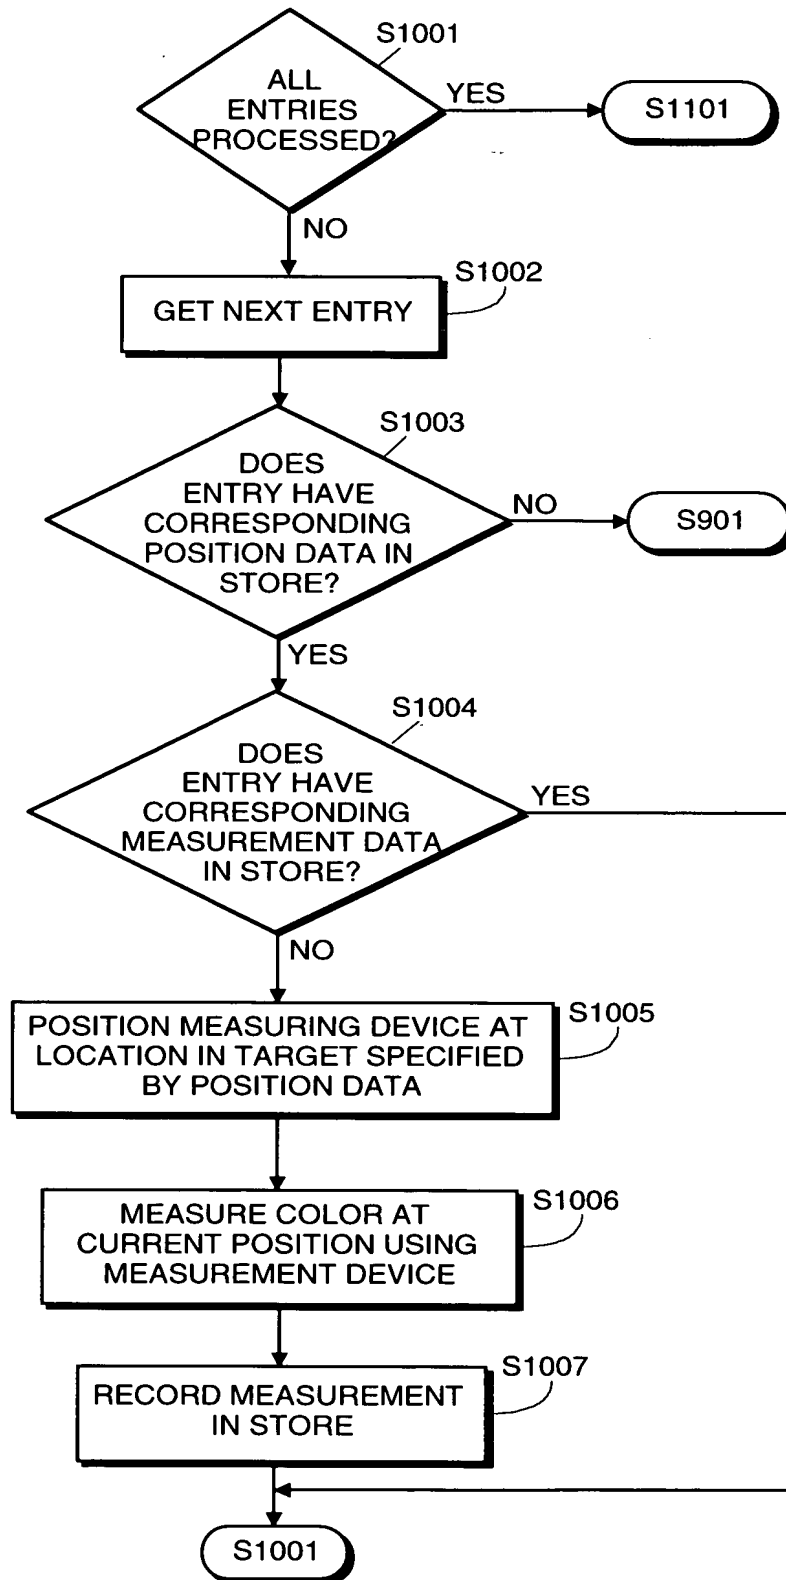 S1001
ALL
ENTRIES
PROCESSED?
YES
S1101
NO
S1002
GET NEXT ENTRY
S1003
DOES
ENTRY HAVE
CORRESPONDING
POSITION DATA IN
STORE?
NO
S901
YES
S1004
DOES
ENTRY HAVE
CORRESPONDING
MEASUREMENT DATA
IN STORE?
YES
NO
S1005
POSITION MEASURING DEVICE AT
LOCATION IN TARGET SPECIFIED
BY POSITION DATA
S1006
MEASURE COLOR AT
CURRENT POSITION USING
MEASUREMENT DEVICE
S1007
RECORD MEASUREMENT
IN STORE
S1001